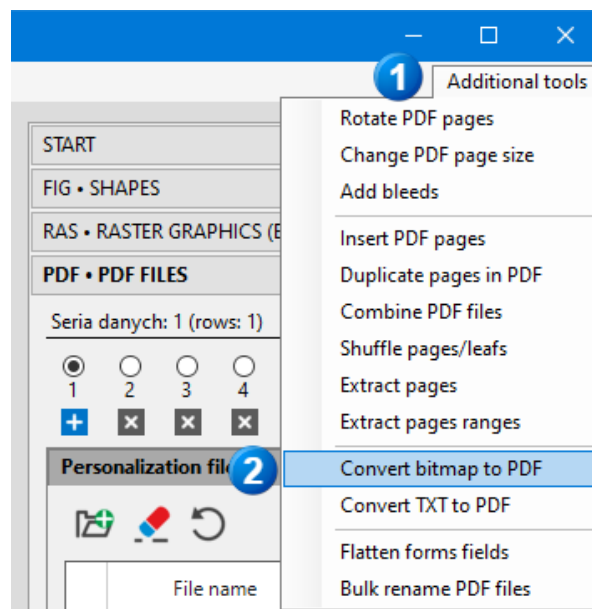 1
Additional tools
Rotate PDF pages
Change PDF page size
Add bleeds
Insert PDF pages
Duplicate pages in PDF
Combine PDF files
Shuffle pages/leafs
Extract pages
Extract pages ranges
2
Convert bitmap to PDF
Convert TXT to PDF
Flatten forms fields
Bulk rename PDF files
START
FIG • SHAPES
RAS • RASTER GRAPHICS
PDF • PDF FILES
Seria danych: 1 (rows: 1)
1 2 3 4
Personalization
File name